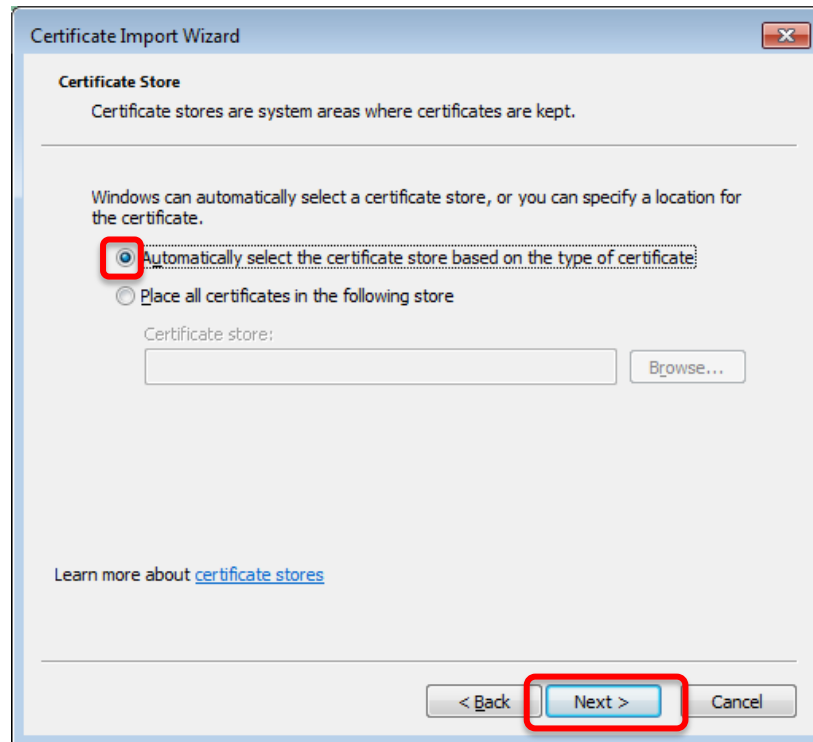 Certificate Import Wizard
Certificate Store
Certificate stores are system areas where certificates are kept.
Windows can automatically select a certificate store, or you can specify a location for
the certificate.
Automatically select the certificate store based on the type of certificate
Place all certificates in the following store
Certificate store:
Browse...
Learn more about certificate stores
< Back Next > Cancel